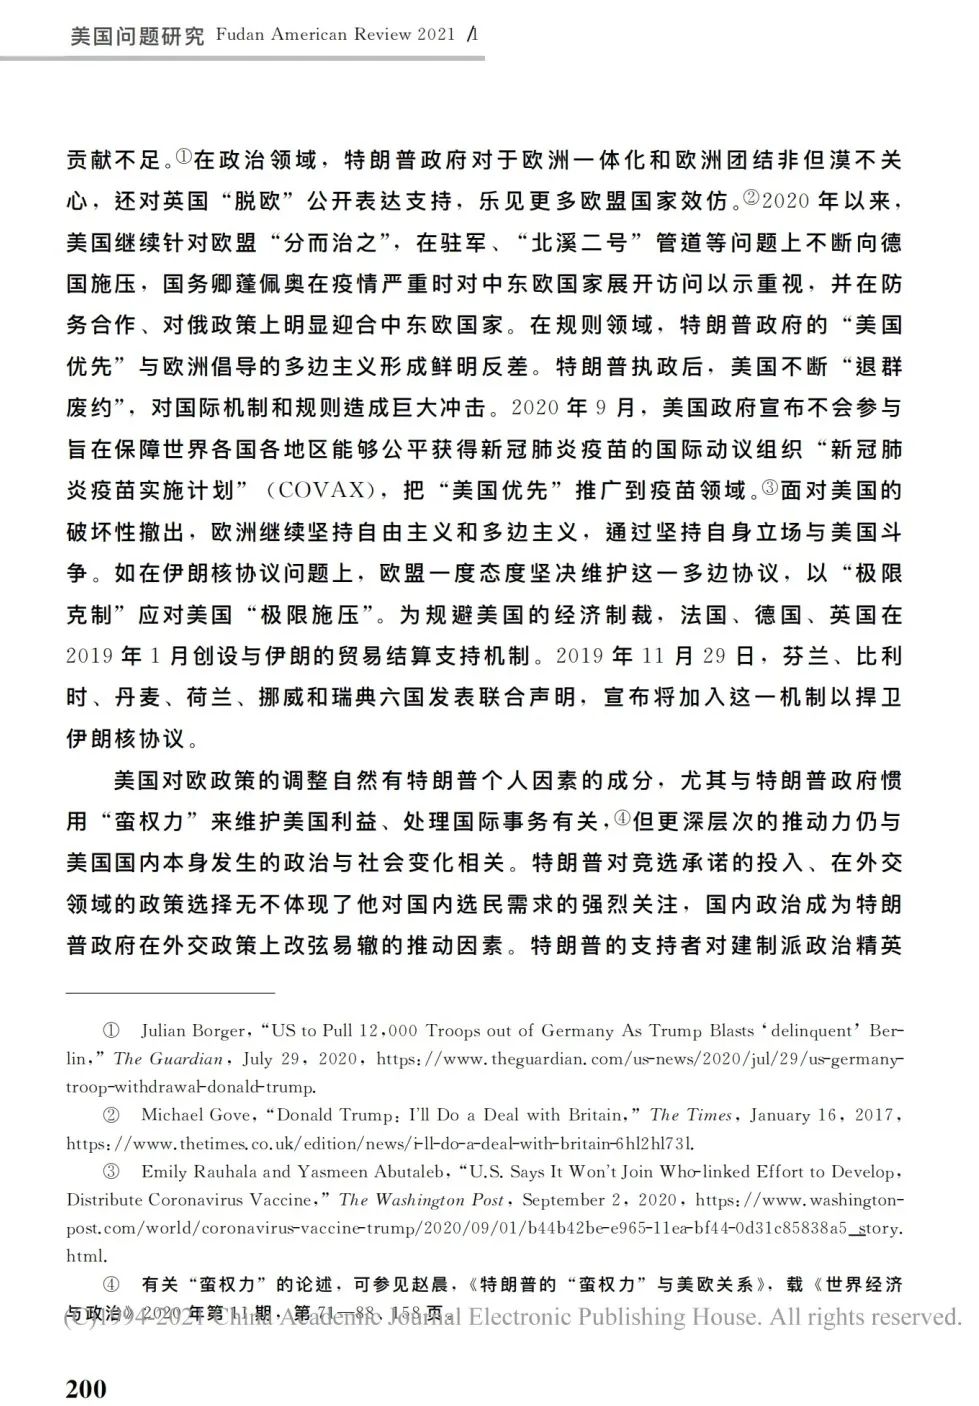 美国问题研究 Fudan American Review 2021 /1
贡献不足。①在政治领域，特朗普政府对于欧洲一体化和欧洲团结非但漠不关
心，还对英国“脱欧”公开表达支持，乐见更多欧盟国家效仿。②2020 年以来，
美国继续针对欧盟“分而治之”，在驻军、“北溪二号”管道等问题上不断向德
国施压，国务卿蓬佩奥在疫情严重时对中东欧国家展开访问以示重视，并在防
务合作、对俄政策上明显迎合中东欧国家。在规则领域，特朗普政府的“美国
优先”与欧洲倡导的多边主义形成鲜明反差。特朗普执政后，美国不断“退群
废约”，对国际机制和规则造成巨大冲击。2020 年 9 月，美国政府宣布不会参与
旨在保障世界各国各地区能够公平获得新冠肺炎疫苗的国际动议组织“新冠肺
炎疫苗实施计划”（COVAX），把“美国优先”推广到疫苗领域。③面对美国的
破坏性撤出，欧洲继续坚持自由主义和多边主义，通过坚持自身立场与美国斗
争。如在伊朗核协议问题上，欧盟一度态度坚决维护这一多边协议，以“极限
克制”应对美国“极限施压”。为规避美国的经济制裁，法国、德国、英国在
2019 年 1 月创设与伊朗的贸易结算支持机制。2019 年 11 月 29 日，芬兰、比利
时、丹麦、荷兰、挪威和瑞典六国发表联合声明，宣布将加入这一机制以捍卫
伊朗核协议。
美国对欧政策的调整自然有特朗普个人因素的成分，尤其与特朗普政府惯
用“蛮权力”来维护美国利益、处理国际事务有关，④但更深层次的推动力仍与
美国国内本身发生的政治与社会变化相关。特朗普对竞选承诺的投入、在外交
领域的政策选择无不体现了他对国内选民需求的强烈关注，国内政治成为特朗
普政府在外交政策上改弦易辙的推动因素。特朗普的支持者对建制派政治精英
① Julian Borger, “US to Pull 12,000 Troops out of Germany As Trump Blasts ‘delinquent’ Ber-
lin,” The Guardian, July 29, 2020, https://www.theguardian.com/us-news/2020/jul/29/us-germany-
troop-withdrawal-donald-trump.
② Michael Gove, “Donald Trump: I'll Do a Deal with Britain,” The Times, January 16, 2017,
https://www.thetimes.co.uk/edition/news/i-ll-do-a-deal-with-britain-6hl2hl73l.
③ Emily Rauhala and Yasmeen Abutaleb, “U.S. Says It Won't Join Who-linked Effort to Develop,
Distribute Coronavirus Vaccine,” The Washington Post, September 2, 2020, https://www.washington-
post.com/world/coronavirus-vaccine-trump/2020/09/01/b44b42be-e965-11ea-bf44-0d31c85838a5_story.
html.
④ 有关“蛮权力”的论述，可参见赵晨，《特朗普的“蛮权力”与美欧关系》，载《世界经济
与政治》2020 年第 11 期，第 71—88、158 页。
(C)1994-2021 China Academic Journal Electronic Publishing House. All rights reserved.
200